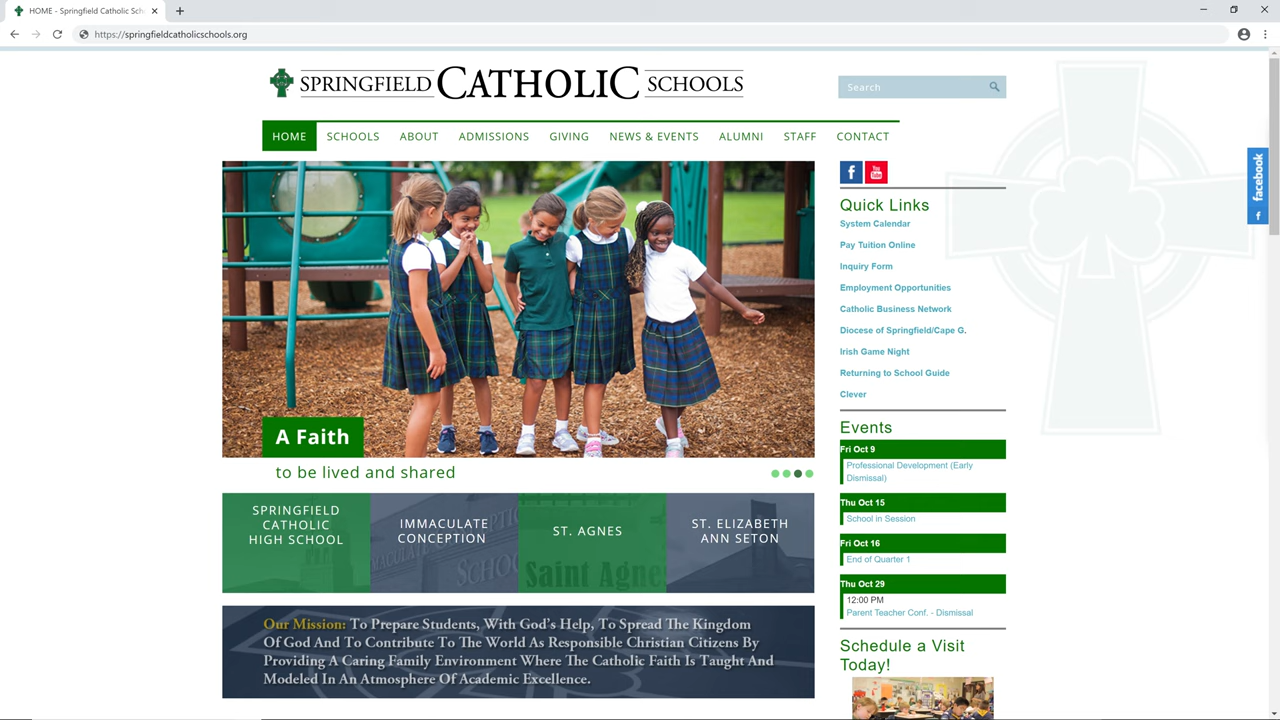 HOME - Springfield Catholic Sch
https://springfieldcatholicschools.org
SPRINGFIELD CATHOLIC SCHOOLS
Search
HOME SCHOOLS ABOUT ADMISSIONS GIVING NEWS & EVENTS ALUMNI STAFF CONTACT
facebook
f
f
You Tube
Quick Links
System Calendar
Pay Tuition Online
Inquiry Form
Employment Opportunities
Catholic Business Network
Diocese of Springfield/Cape G.
Irish Game Night
Returning to School Guide
Clever
A Faith
to be lived and shared
Events
Fri Oct 9
Professional Development (Early
Dismissal)
Thu Oct 15
School in Session
Fri Oct 16
End of Quarter 1
Thu Oct 29
12:00 PM
Parent Teacher Conf. - Dismissal
SPRINGFIELD
CATHOLIC
HIGH SCHOOL
IMMACULATE
CONCEPTION
ST. AGNES
Saint Agnes
ST. ELIZABETH
ANN SETON
Our Mission: To Prepare Students, With God's Help, To Spread The Kingdom
Of God And To Contribute To The World As Responsible Christian Citizens By
Providing A Caring Family Environment Where The Catholic Faith Is Taught And
Modeled In An Atmosphere Of Academic Excellence.
Schedule a Visit
Today!